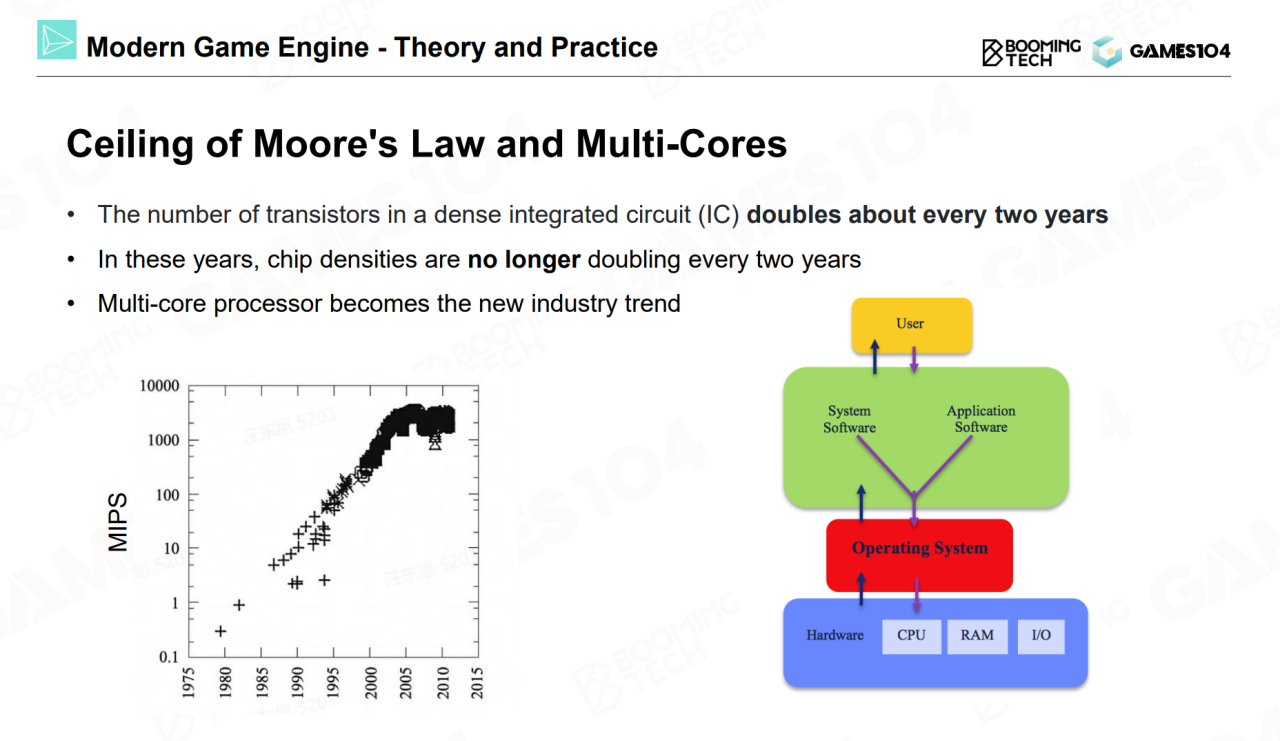 Modern Game Engine - Theory and Practice
BOOMING
TECH
GAMES104
Ceiling of Moore's Law and Multi-Cores
• The number of transistors in a dense integrated circuit (IC) doubles about every two years
• In these years, chip densities are no longer doubling every two years
• Multi-core processor becomes the new industry trend
MIPS
10000
1000
100
10
1
0.1
1975
1980
1985
1990
1995
2000
2005
2010
2015
User
System
Software
Application
Software
Operating System
Hardware
CPU
RAM
I/O